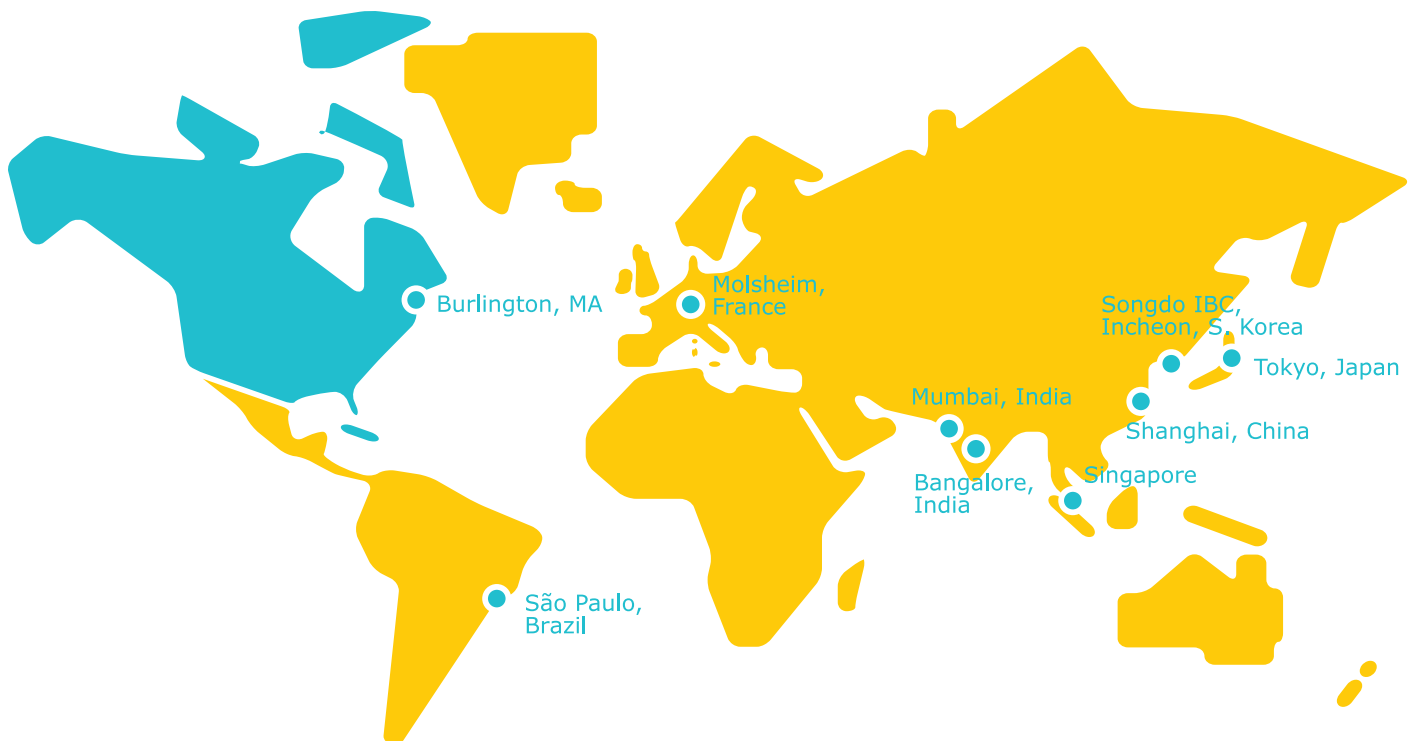 Burlington, MA
Molsheim,
France
Songdo IBC,
Incheon, S. Korea
Tokyo, Japan
Mumbai, India
Shanghai, China
Bangalore,
India
Singapore
São Paulo,
Brazil